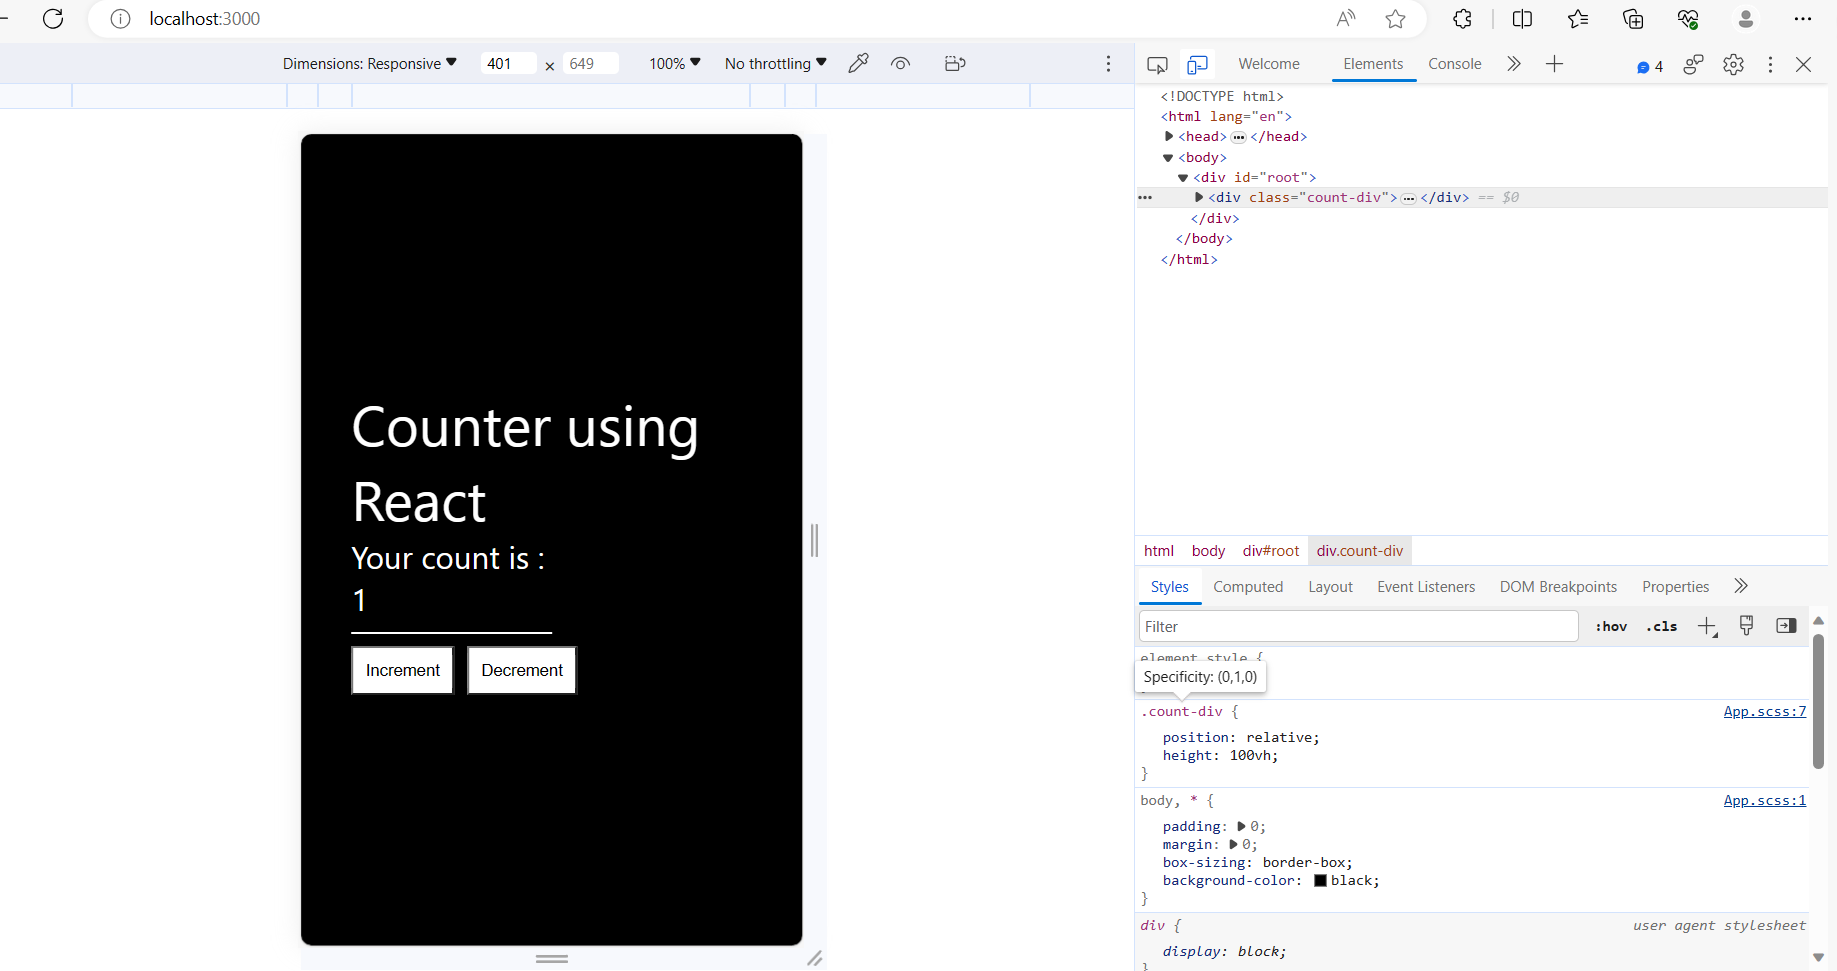 localhost:3000
Dimensions: Responsive 401 × 649 100% No throttling
Welcome Elements Console 4
<!DOCTYPE html>
<html lang="en">
<head> ••• </head>
<body>
<div id="root">
<div class="count-div"> ••• </div> == $0
</div>
</body>
</html>
Counter using
React
Your count is :
1
Increment Decrement
html body div#root div.count-div
Styles Computed Layout Event Listeners DOM Breakpoints Properties
Filter :hov .cls
element.style {
Specificity: (0,1,0)
.count-div { App.scss:7
position: relative;
height: 100vh;
}
body, * { App.scss:1
padding: 0;
margin: 0;
box-sizing: border-box;
background-color: black;
}
div { user agent stylesheet
display: block;
}